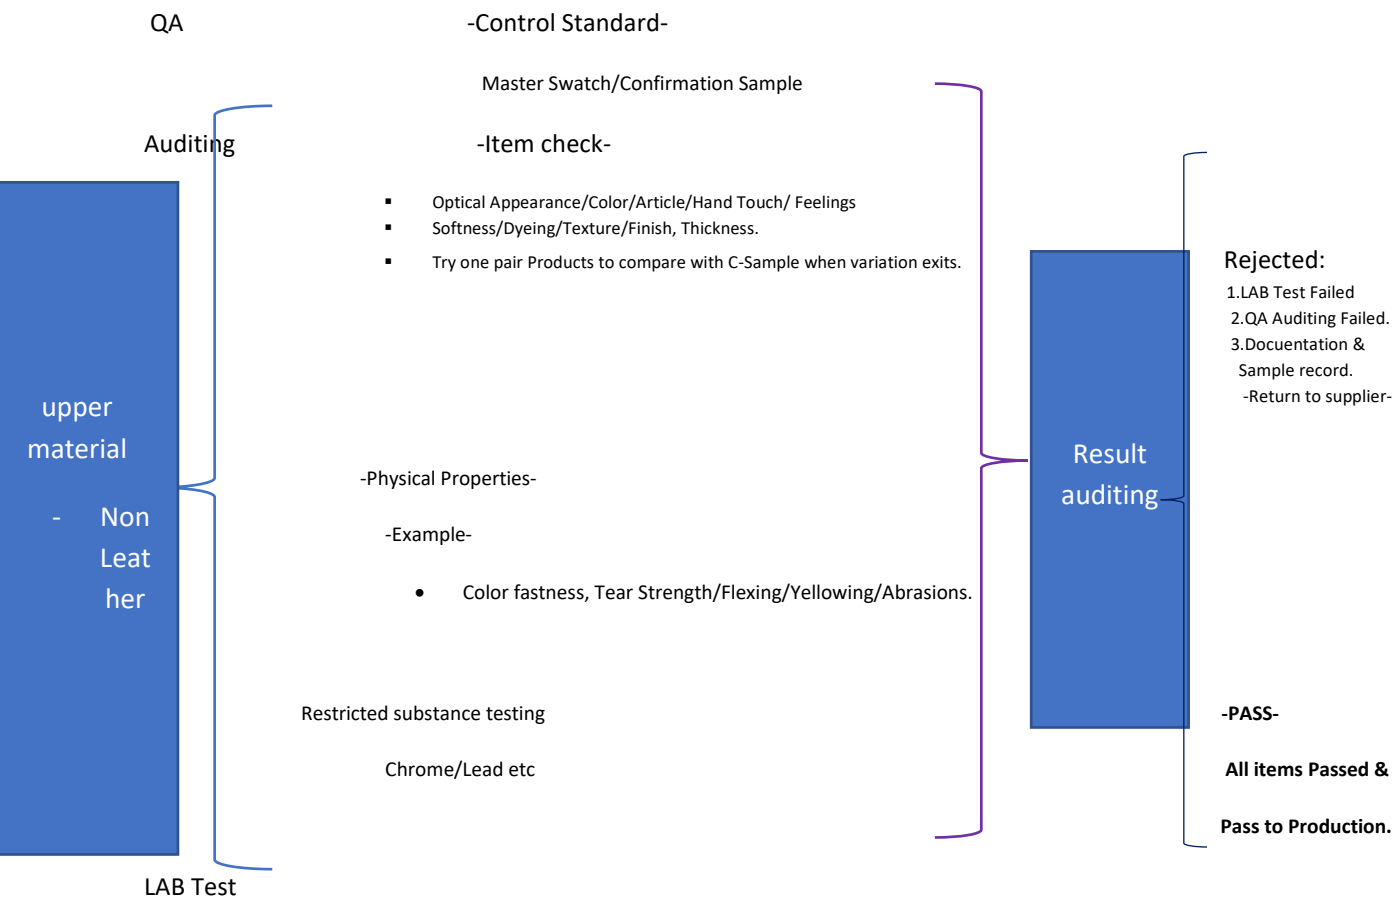 QA
-Control Standard-
Master Swatch/Confirmation Sample
Auditing
-Item check-
▪ Optical Appearance/Color/Article/Hand Touch/ Feelings
▪ Softness/Dyeing/Texture/Finish, Thickness.
▪ Try one pair Products to compare with C-Sample when variation exits.
upper
material
- Non
Leat
her
-Physical Properties-
-Example-
• Color fastness, Tear Strength/Flexing/Yellowing/Abrasions.
Restricted substance testing
Chrome/Lead etc
LAB Test
Result
auditing
Rejected:
1.LAB Test Failed
2.QA Auditing Failed.
3.Docuentation &
Sample record.
-Return to supplier-
-PASS-
All items Passed &
Pass to Production.